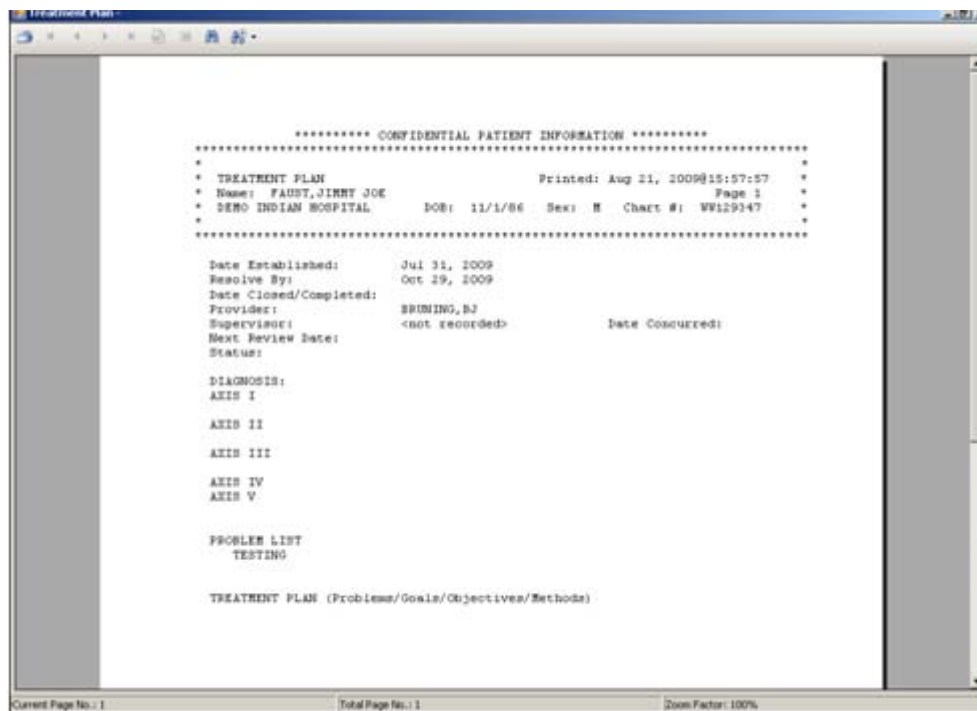 Treatment Plan -
********** CONFIDENTIAL PATIENT INFORMATION **********
********************************************************************************
* *
* TREATMENT PLAN Printed: Aug 21, 2009@15:57:57 *
* Name: FAUST,JIMMY JOE Page 1 *
* DEMO INDIAN HOSPITAL DOB: 11/1/86 Sex: M Chart #: WW129347 *
* *
********************************************************************************
Date Established: Jul 31, 2009
Resolve By: Oct 29, 2009
Date Closed/Completed:
Provider: BRUNING,BJ
Supervisor: <not recorded> Date Concurred:
Next Review Date:
Status:
DIAGNOSIS:
AXIS I
AXIS II
AXIS III
AXIS IV
AXIS V
PROBLEM LIST
TESTING
TREATMENT PLAN (Problems/Goals/Objectives/Methods)
Current Page No.: 1 Total Page No.: 1 Zoom Factor: 100%